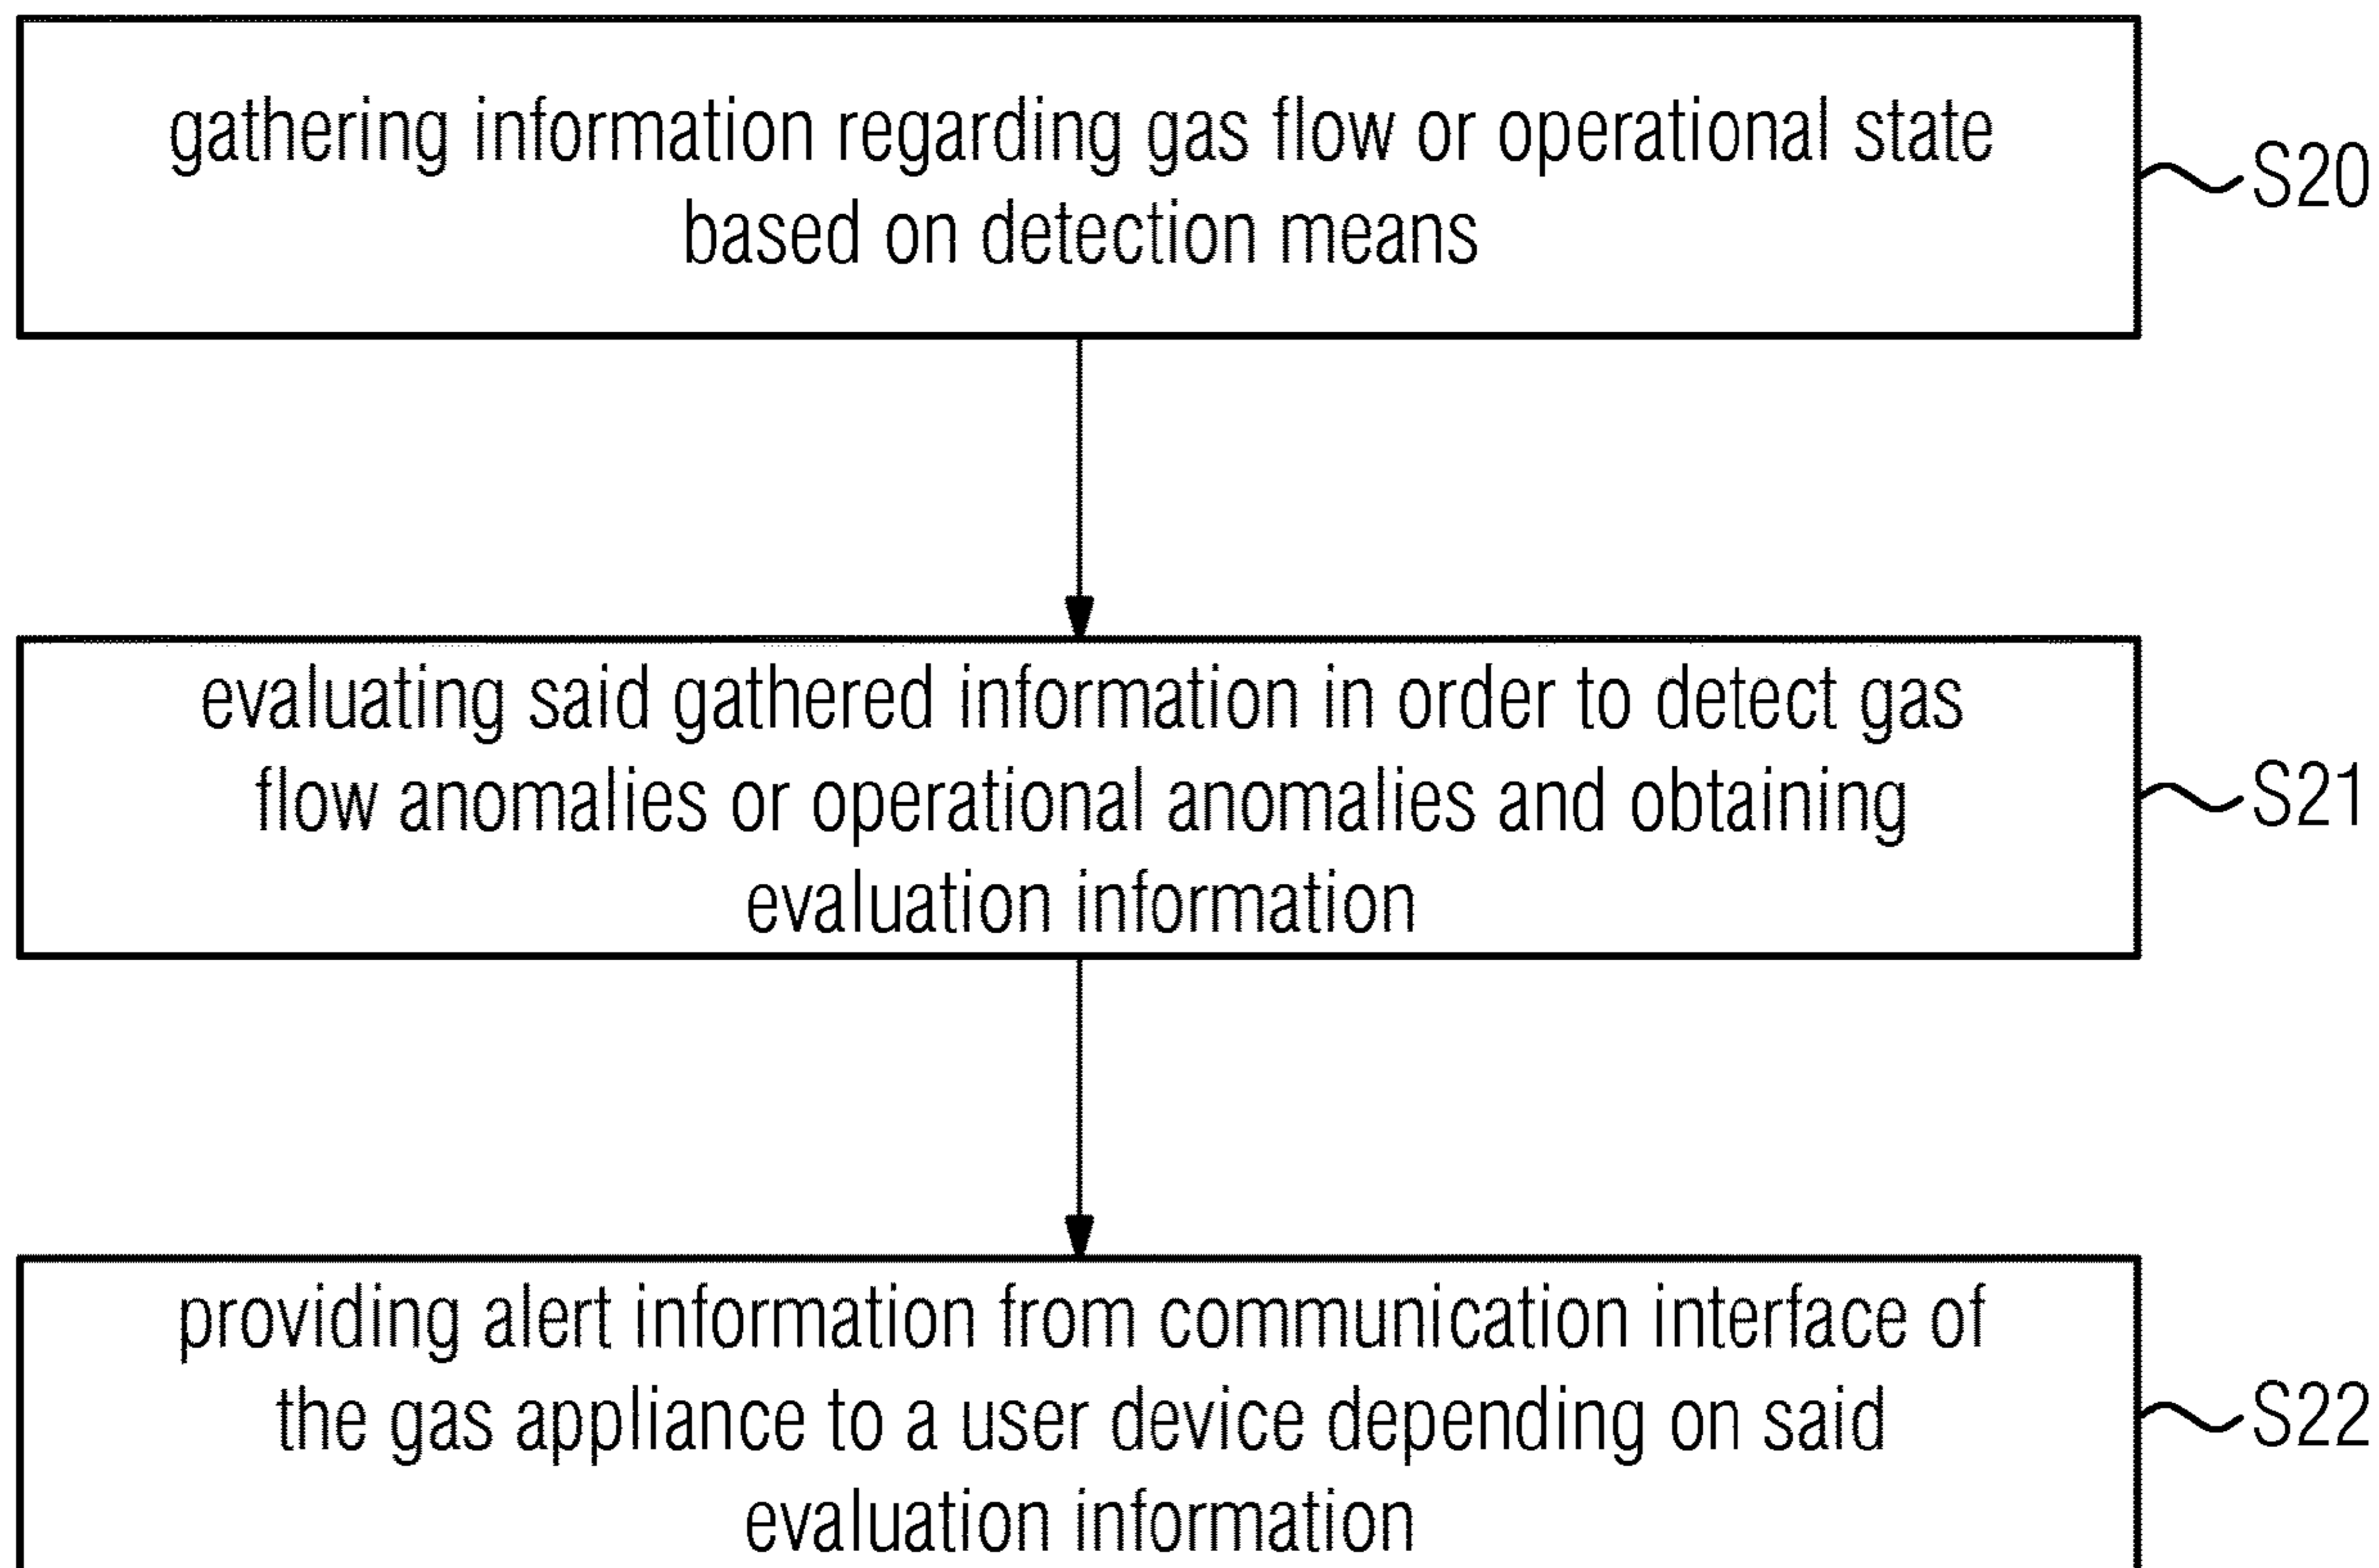 gathering information regarding gas flow or operational state
based on detection means
S20
evaluating said gathered information in order to detect gas
flow anomalies or operational anomalies and obtaining
evaluation information
S21
providing alert information from communication interface of
the gas appliance to a user device depending on said
evaluation information
S22